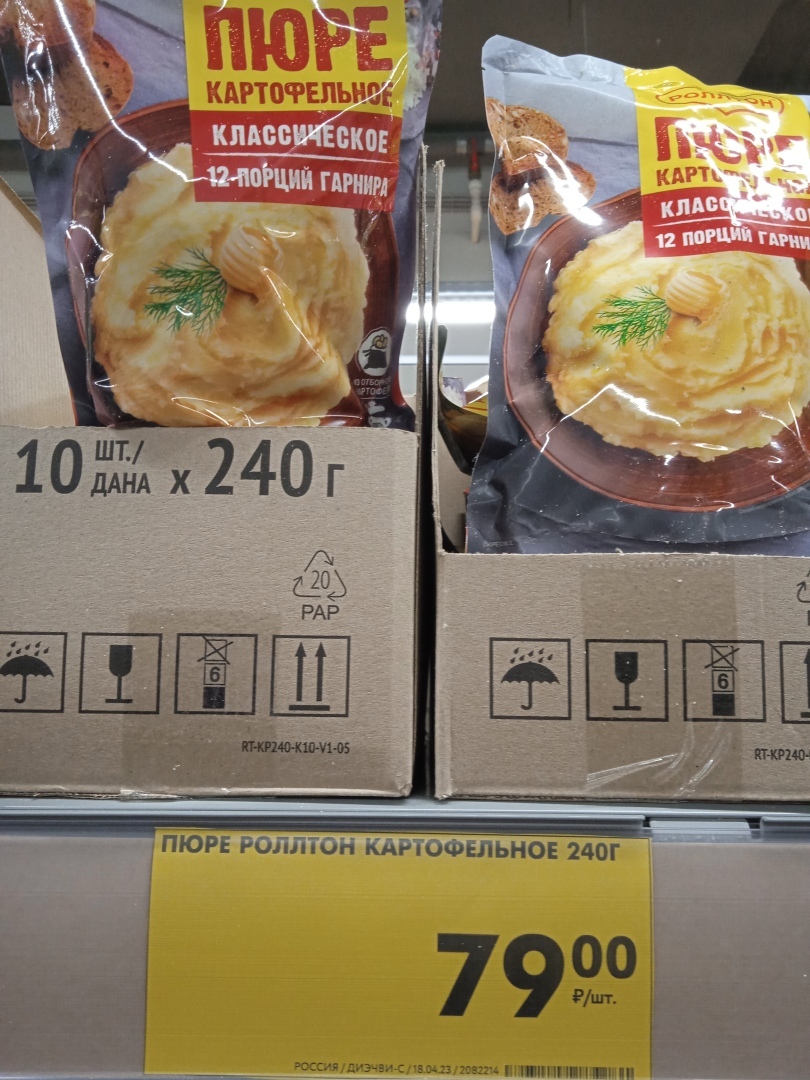 ПЮРЕ
КАРТОФЕЛЬНОЕ
КЛАССИЧЕСКОЕ
12 ПОРЦИЙ ГАРНИРА
РОЛЛТОН
ПЮРЕ
КЛАССИЧЕСКО
12 ПОРЦИЙ ГАРНИ
10 ШТ./ДАНА х 240 г
20
PAP
6
6
RT-KP240-K10-V1-05
RT-KP240-
ПЮРЕ РОЛЛТОН КАРТОФЕЛЬНОЕ 240Г
79 00
₽/шт.
РОССИЯ / ДИЭЧВИ-С / 18.04.23 / 2082214